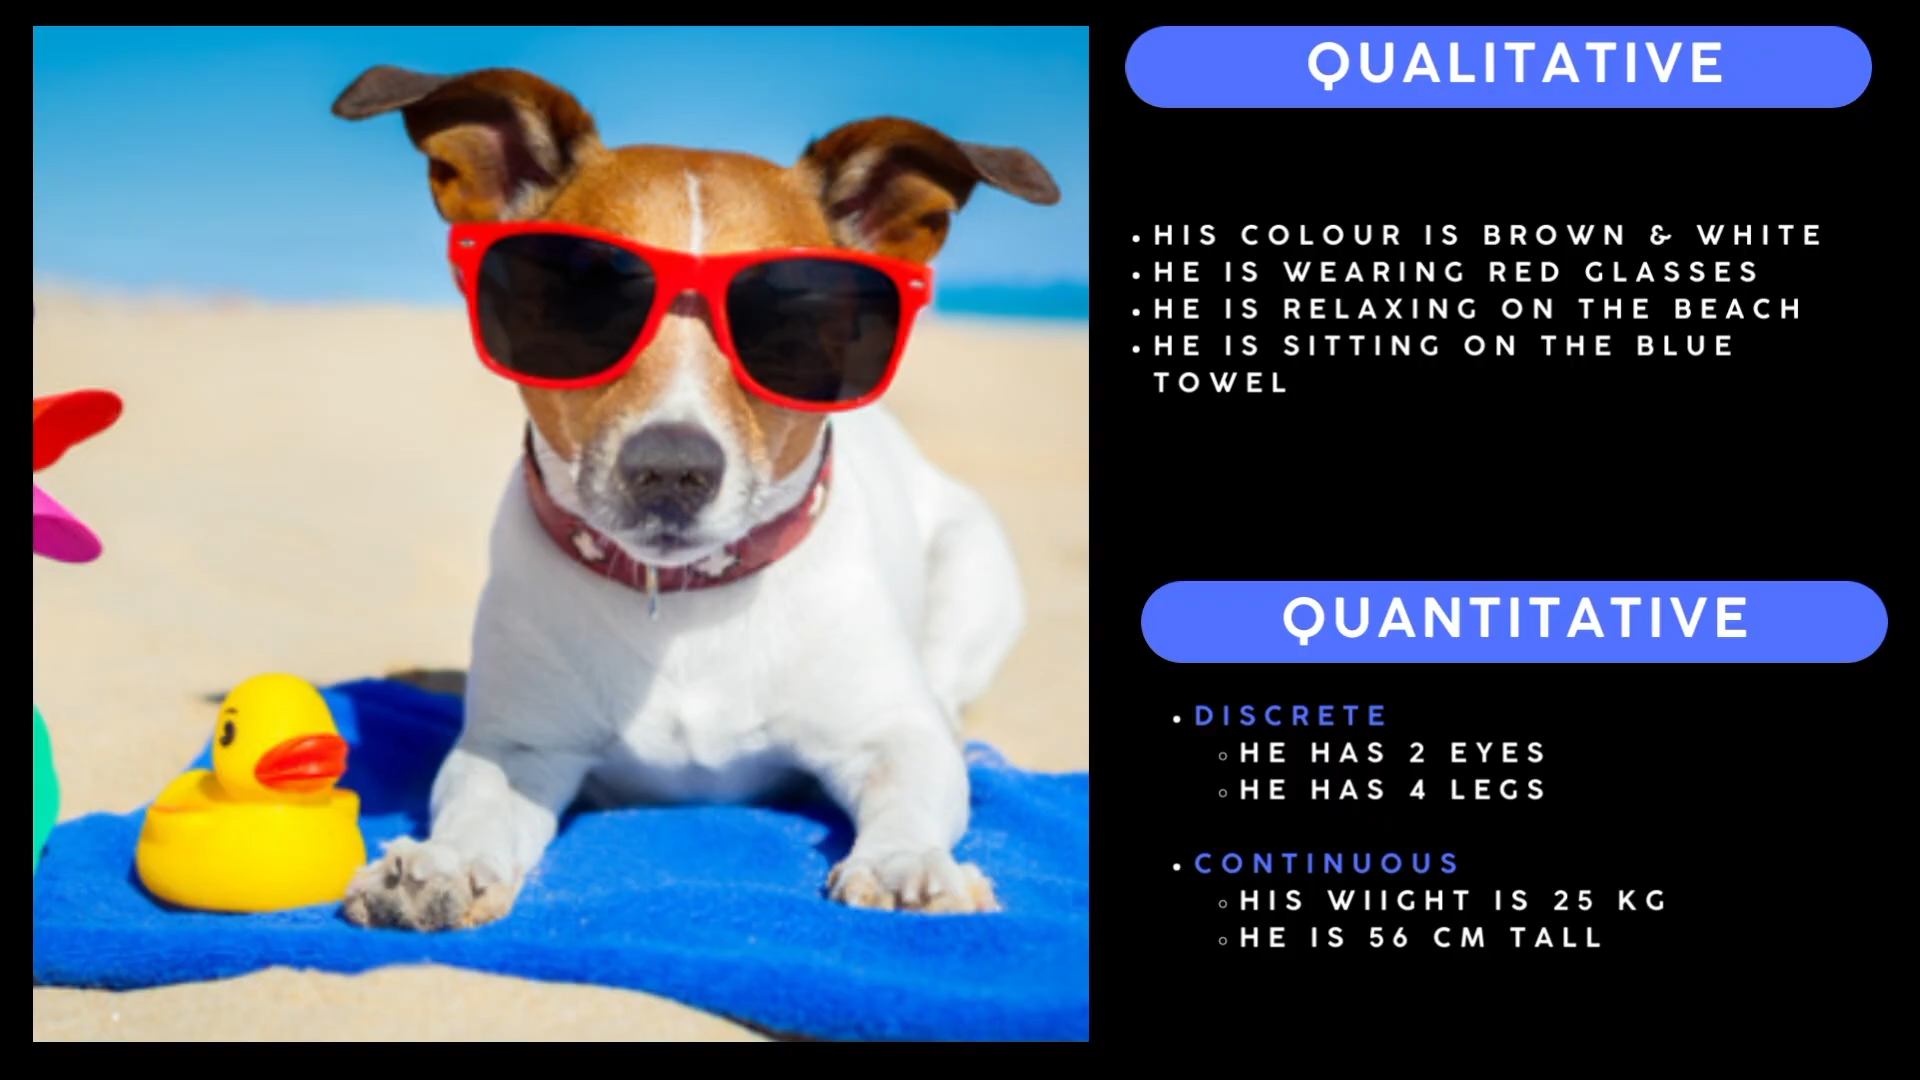 QUALITATIVE
HIS COLOUR IS BROWN & WHITE
HE IS WEARING RED GLASSES
HE IS RELAXING ON THE BEACH
HE IS SITTING ON THE BLUE
TOWEL
QUANTITATIVE
DISCRETE
HE HAS 2 EYES
HE HAS 4 LEGS
CONTINUOUS
HIS WIIGHT IS 25 KG
HE IS 56 CM TALL